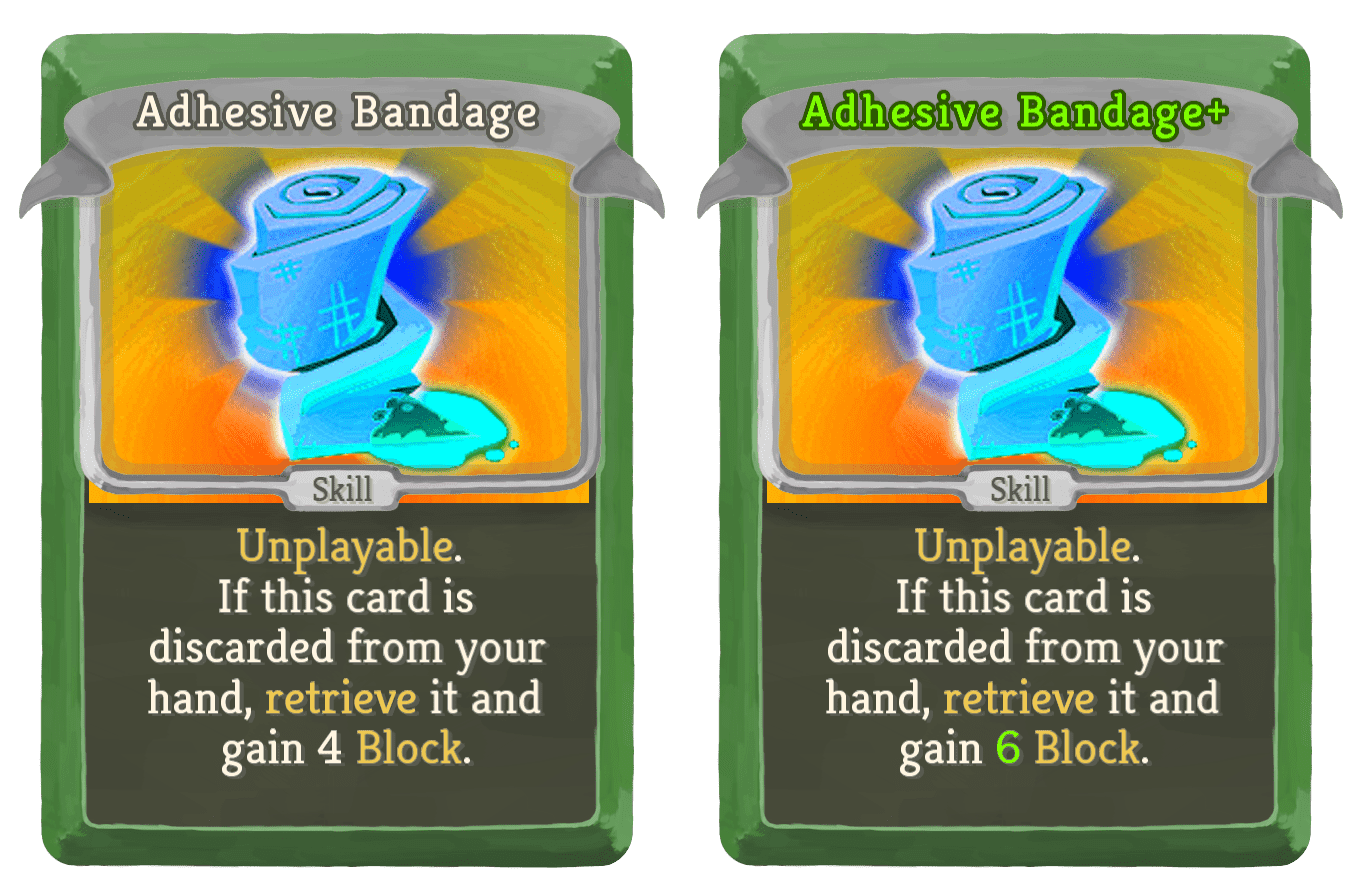 Adhesive Bandage
Skill
Unplayable.
If this card is
discarded from your
hand, retrieve it and
gain 4 Block.
Adhesive Bandage+
Skill
Unplayable.
If this card is
discarded from your
hand, retrieve it and
gain 6 Block.